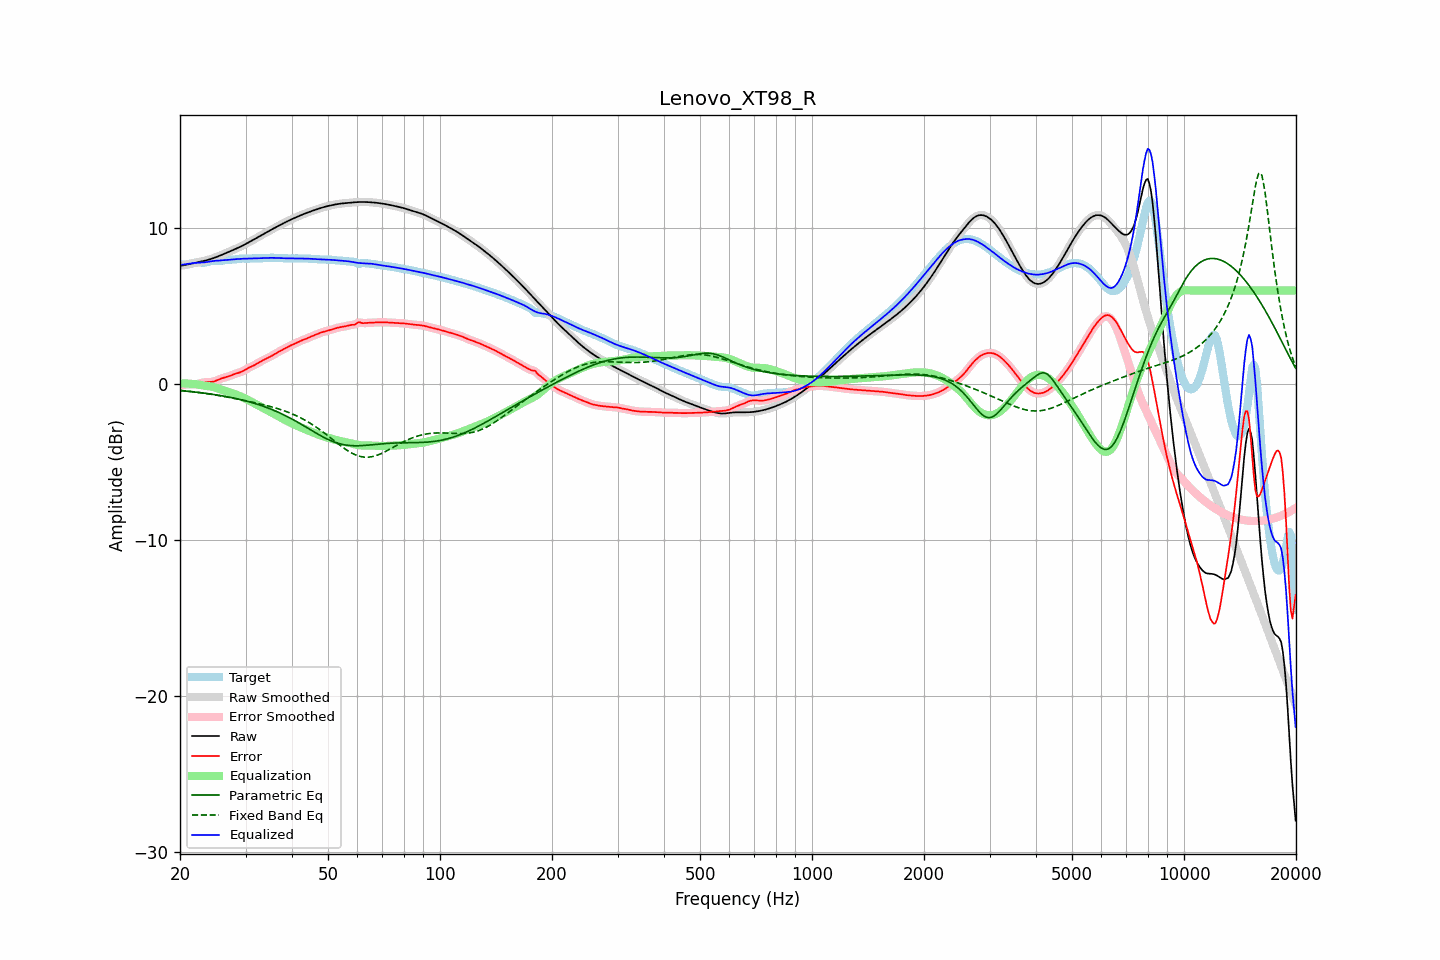 Lenovo_XT98_R
Amplitude (dBr)
10
0
−10
−20
−30
Target
Raw Smoothed
Error Smoothed
Raw
Error
Equalization
Parametric Eq
Fixed Band Eq
Equalized
20 50 100 200 500 1000 2000 5000 10000 20000
Frequency (Hz)